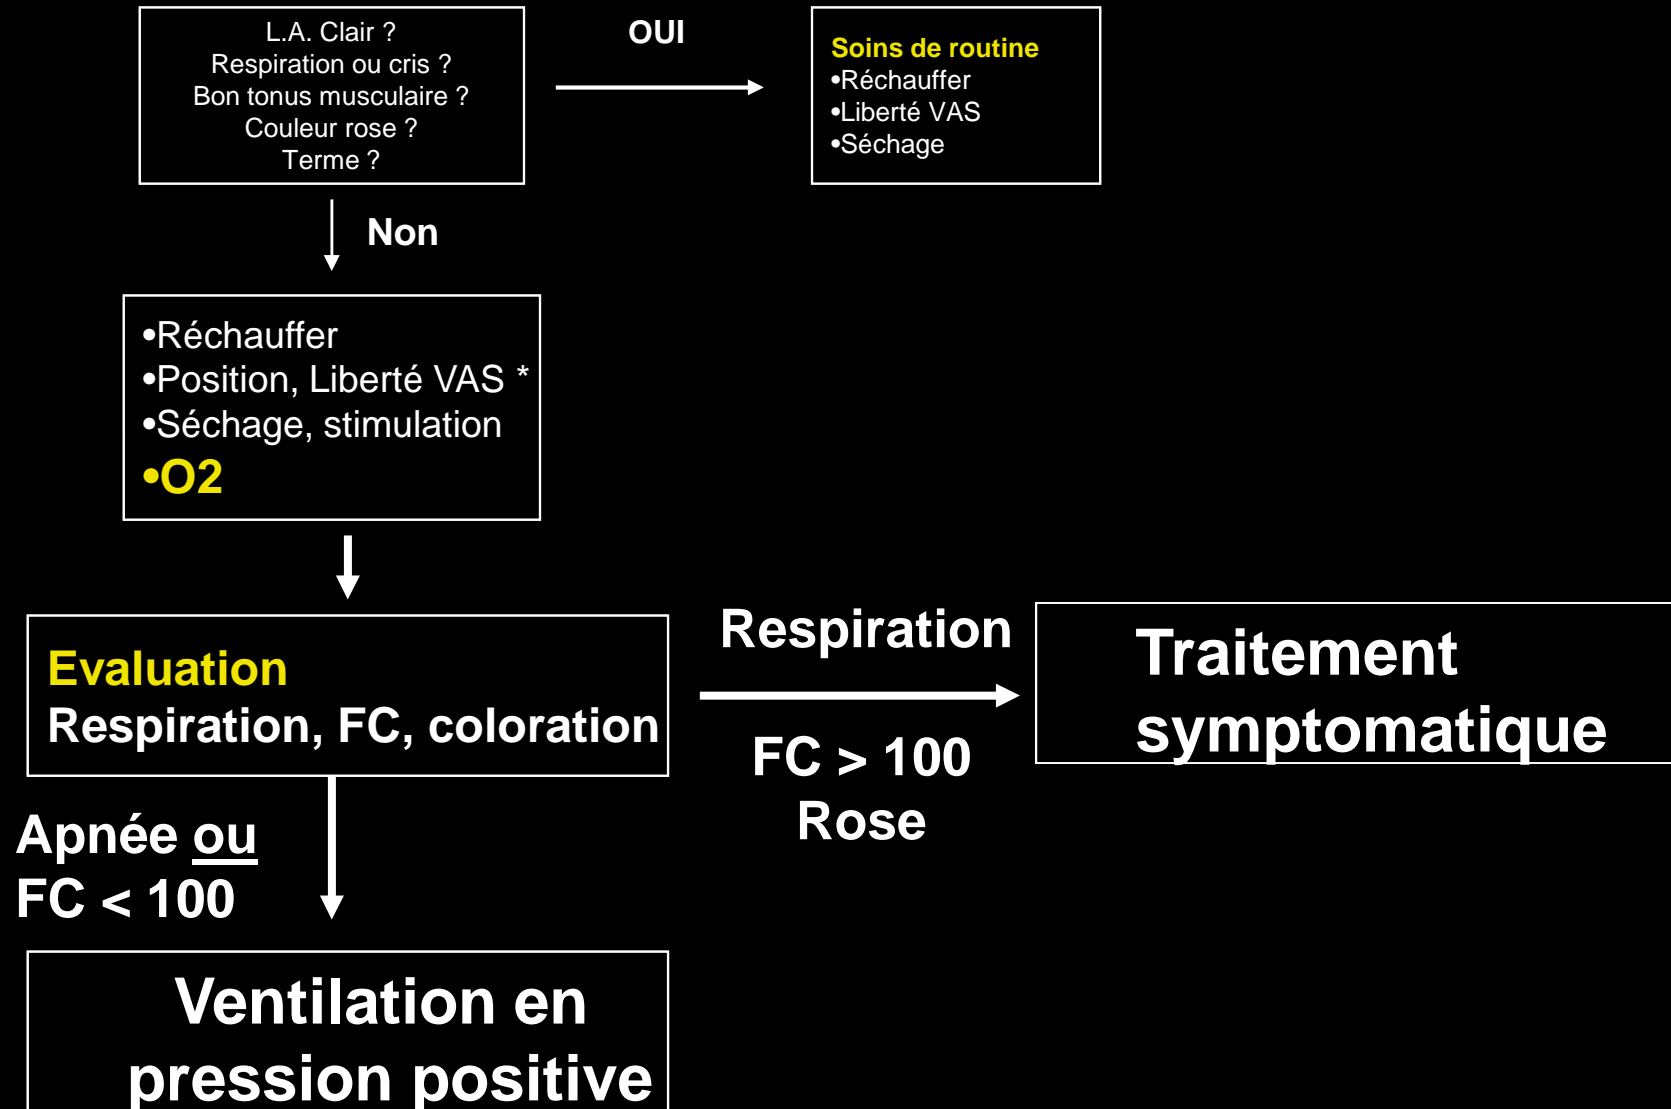 L.A. Clair ?
Respiration ou cris ?
Bon tonus musculaire ?
Couleur rose ?
Terme ?
OUI
Soins de routine
•Réchauffer
•Liberté VAS
•Séchage
Non
•Réchauffer
•Position, Liberté VAS *
•Séchage, stimulation
•O2
Evaluation
Respiration, FC, coloration
Respiration
FC > 100
Rose
Traitement
symptomatique
Apnée ou
FC < 100
Ventilation en
pression positive